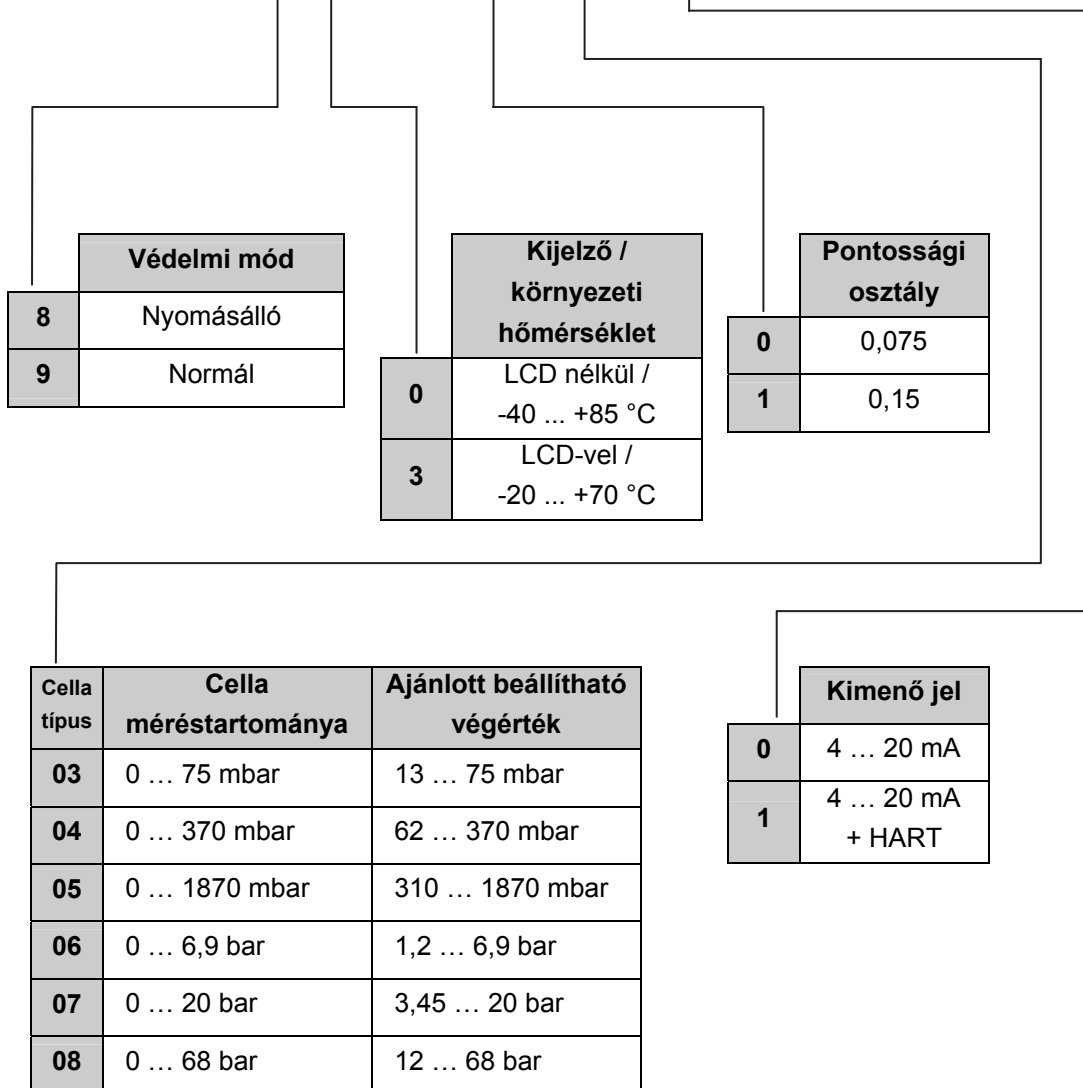 Védelmi mód
8 Nyomásálló
9 Normál
Kijelző /
környezeti
hőmérséklet
0 LCD nélkül /
-40 ... +85 °C
3 LCD-vel /
-20 ... +70 °C
Pontossági
osztály
0 0,075
1 0,15
Cella
típus
Cella
méréstartománya
Ajánlott beállítható
végérték
03 0 … 75 mbar 13 … 75 mbar
04 0 … 370 mbar 62 … 370 mbar
05 0 … 1870 mbar 310 … 1870 mbar
06 0 … 6,9 bar 1,2 … 6,9 bar
07 0 … 20 bar 3,45 … 20 bar
08 0 … 68 bar 12 … 68 bar
Kimenő jel
0 4 … 20 mA
1 4 … 20 mA
+ HART